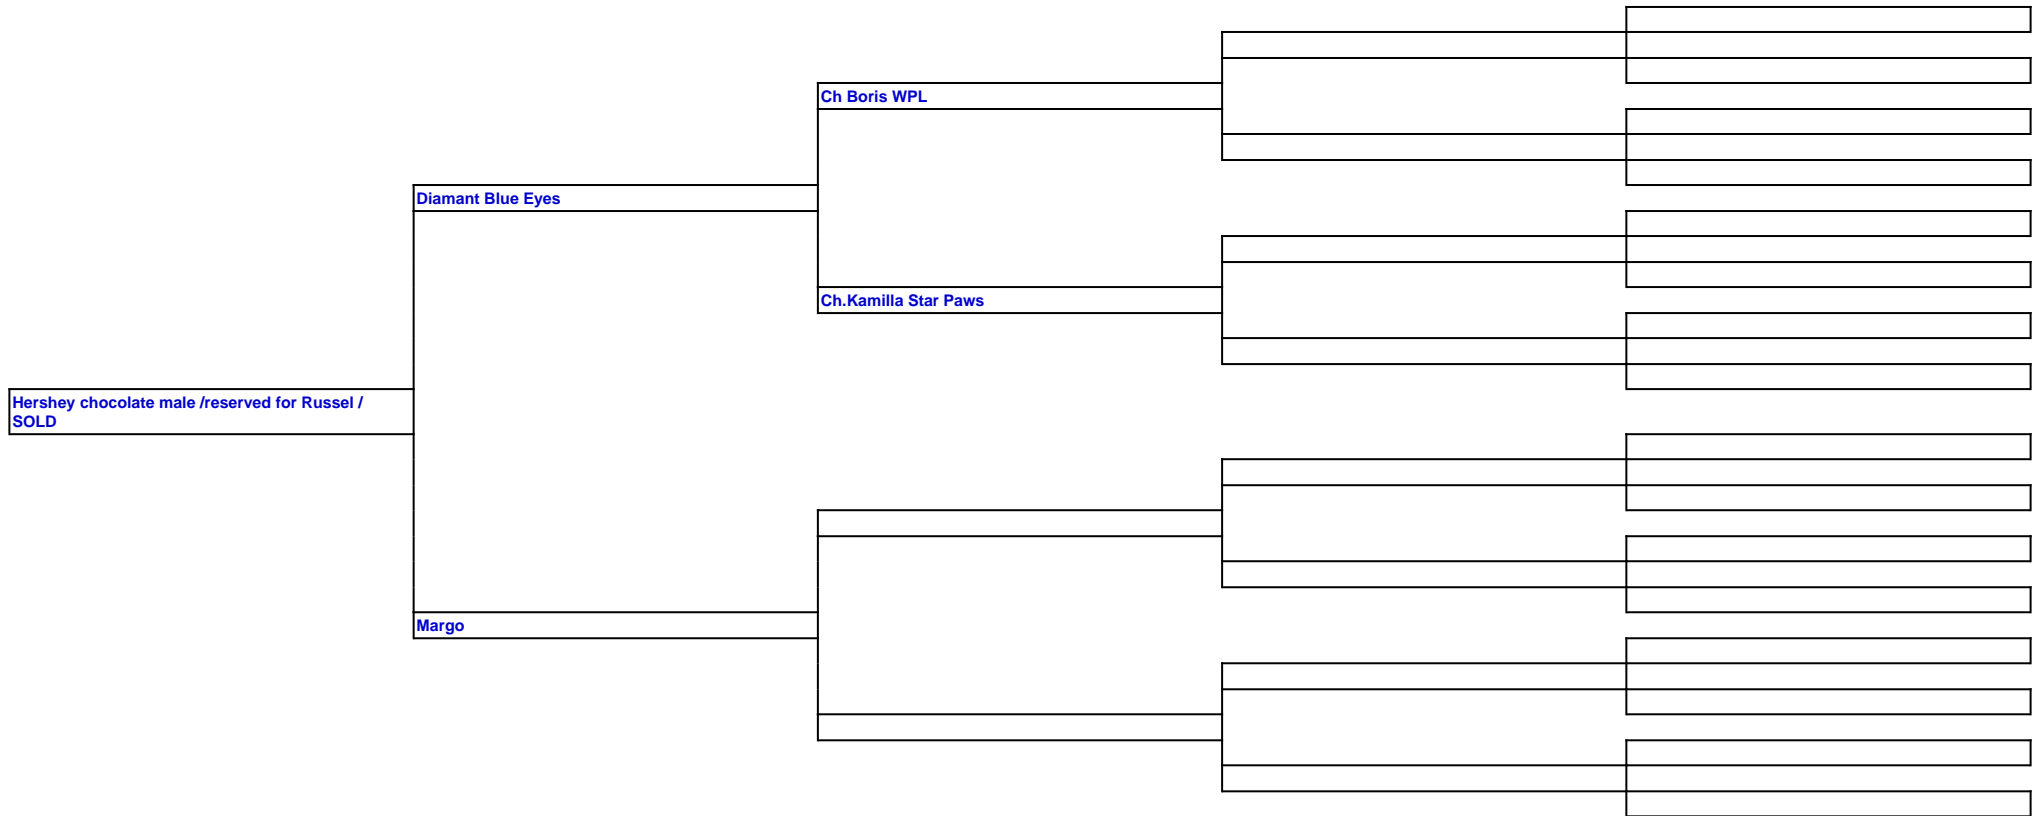 Ch Boris WPL
Diamant Blue Eyes
Ch.Kamilla Star Paws
Hershey chocolate male /reserved for Russel /
SOLD
Margo